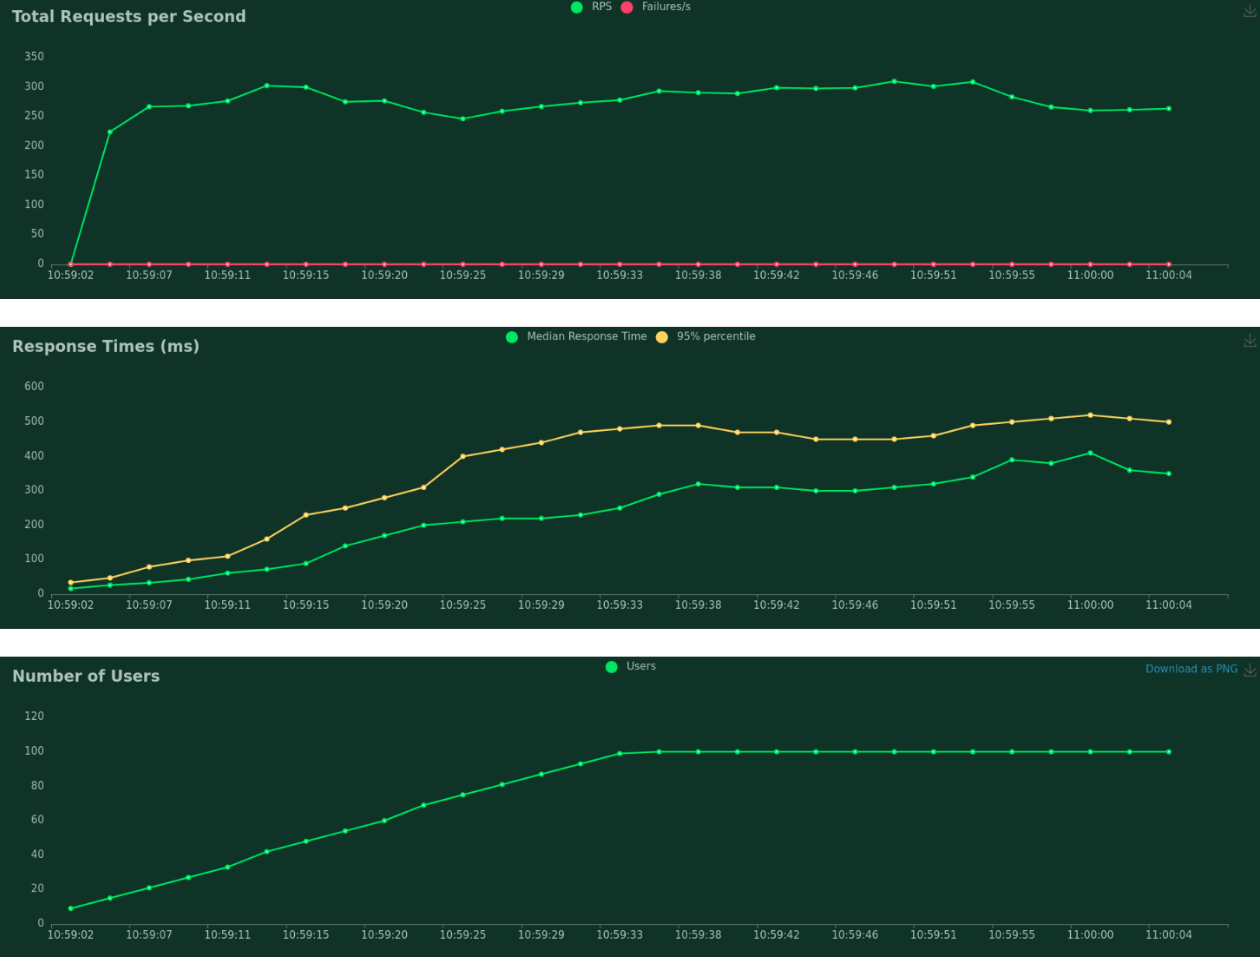 Total Requests per Second
RPS Failures/s
350
300
250
200
150
100
50
0
10:59:02 10:59:07 10:59:11 10:59:15 10:59:20 10:59:25 10:59:29 10:59:33 10:59:38 10:59:42 10:59:46 10:59:51 10:59:55 11:00:00 11:00:04
Response Times (ms)
Median Response Time 95% percentile
600
500
400
300
200
100
0
10:59:02 10:59:07 10:59:11 10:59:15 10:59:20 10:59:25 10:59:29 10:59:33 10:59:38 10:59:42 10:59:46 10:59:51 10:59:55 11:00:00 11:00:04
Number of Users
Users
Download as PNG
120
100
80
60
40
20
0
10:59:02 10:59:07 10:59:11 10:59:15 10:59:20 10:59:25 10:59:29 10:59:33 10:59:38 10:59:42 10:59:46 10:59:51 10:59:55 11:00:00 11:00:04